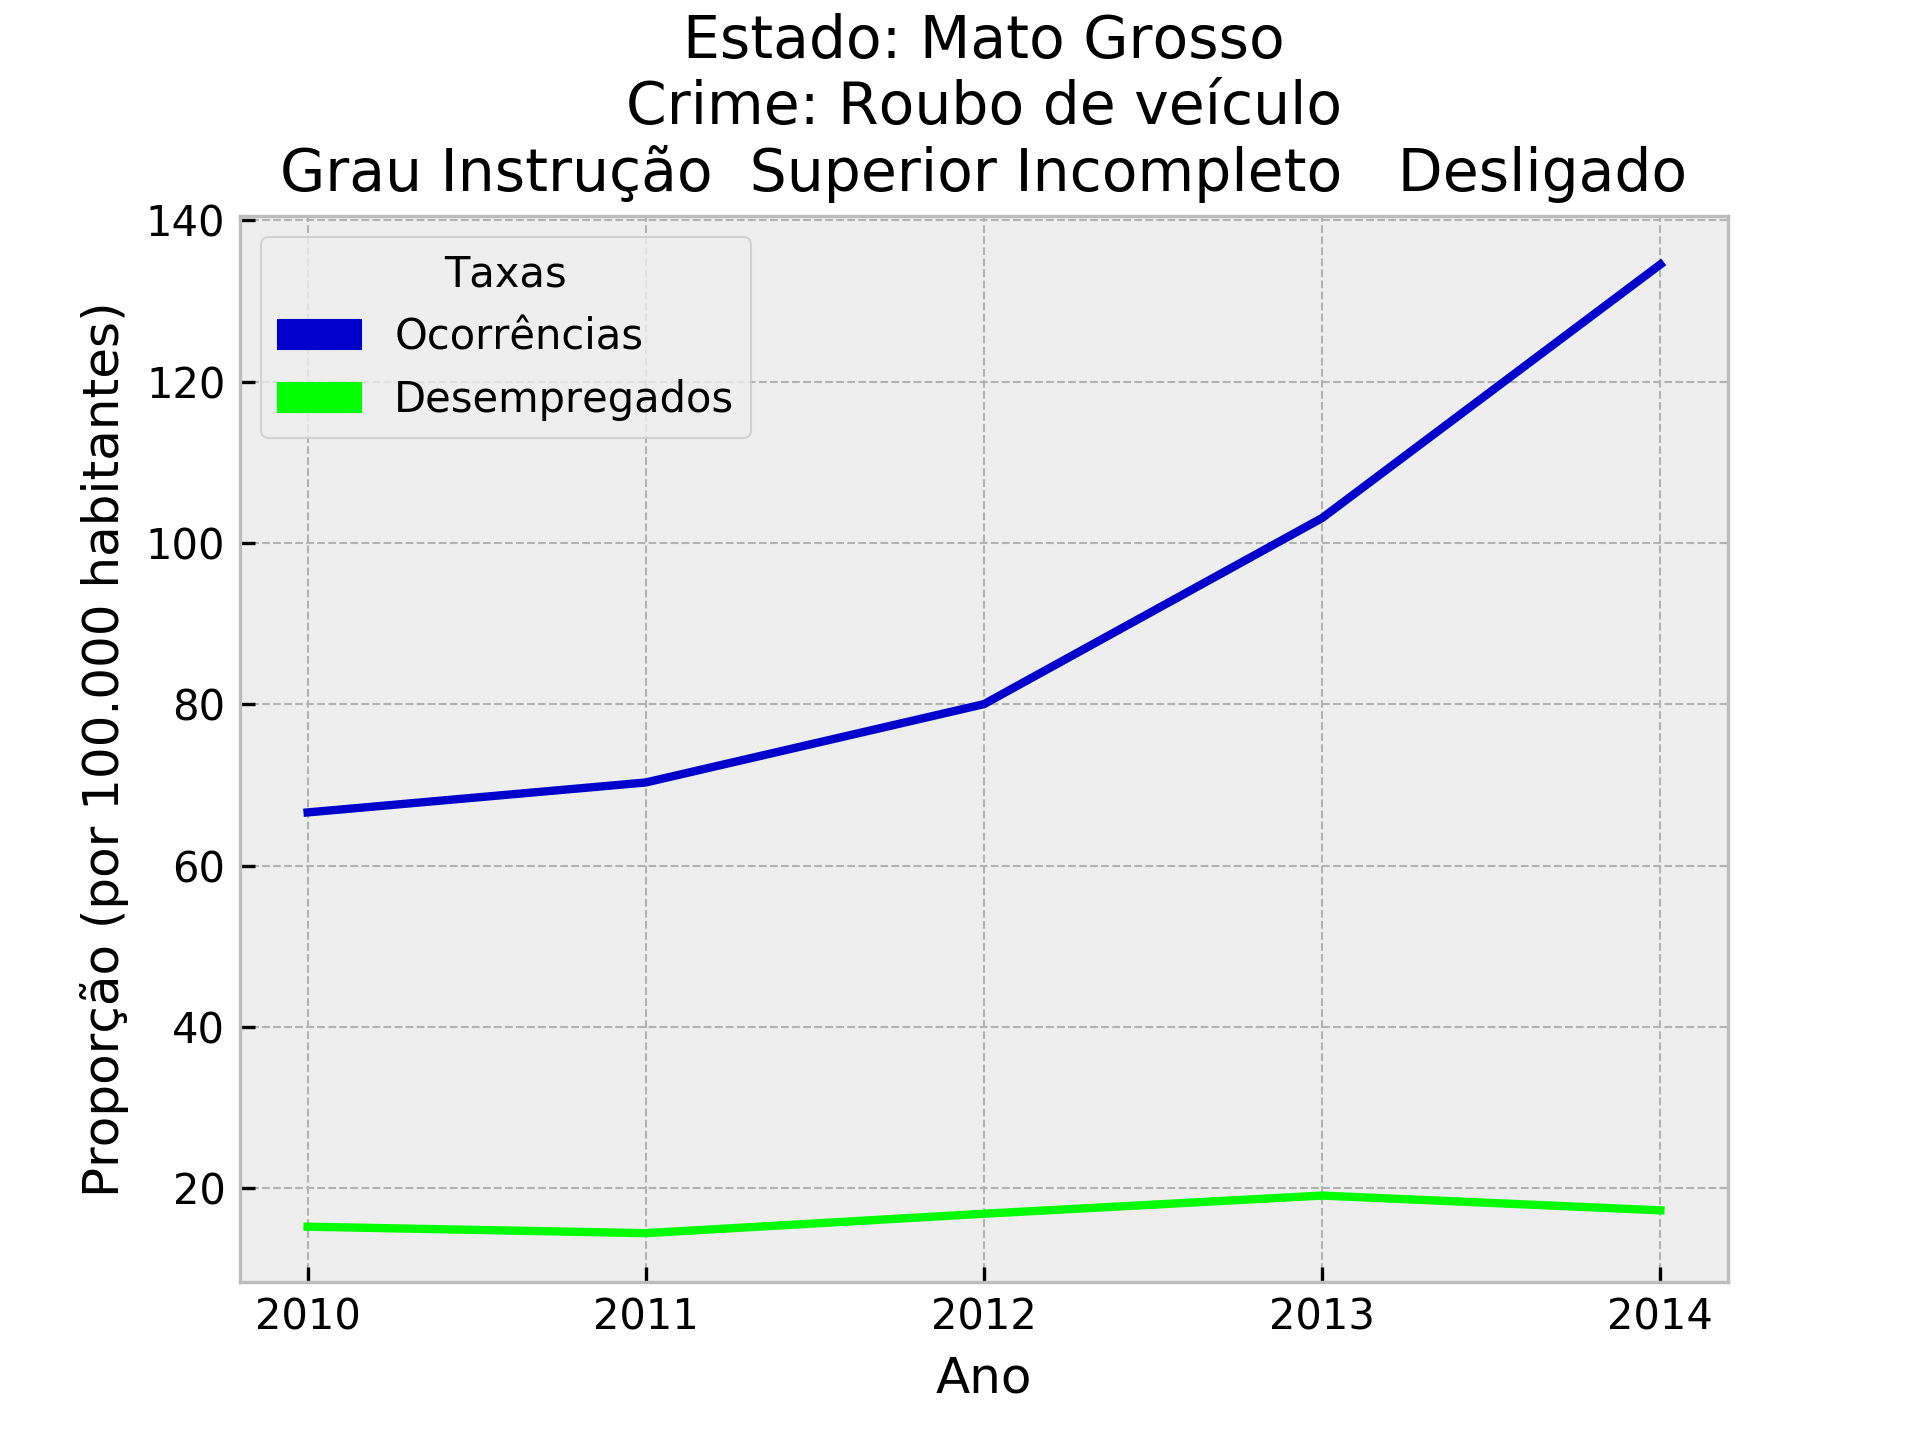 Estado: Mato Grosso
Crime: Roubo de veículo
Grau Instrução  Superior Incompleto   Desligado
Proporção (por 100.000 habitantes)
140
120
100
80
60
40
20
Taxas
Ocorrências
Desempregados
2010 2011 2012 2013 2014
Ano